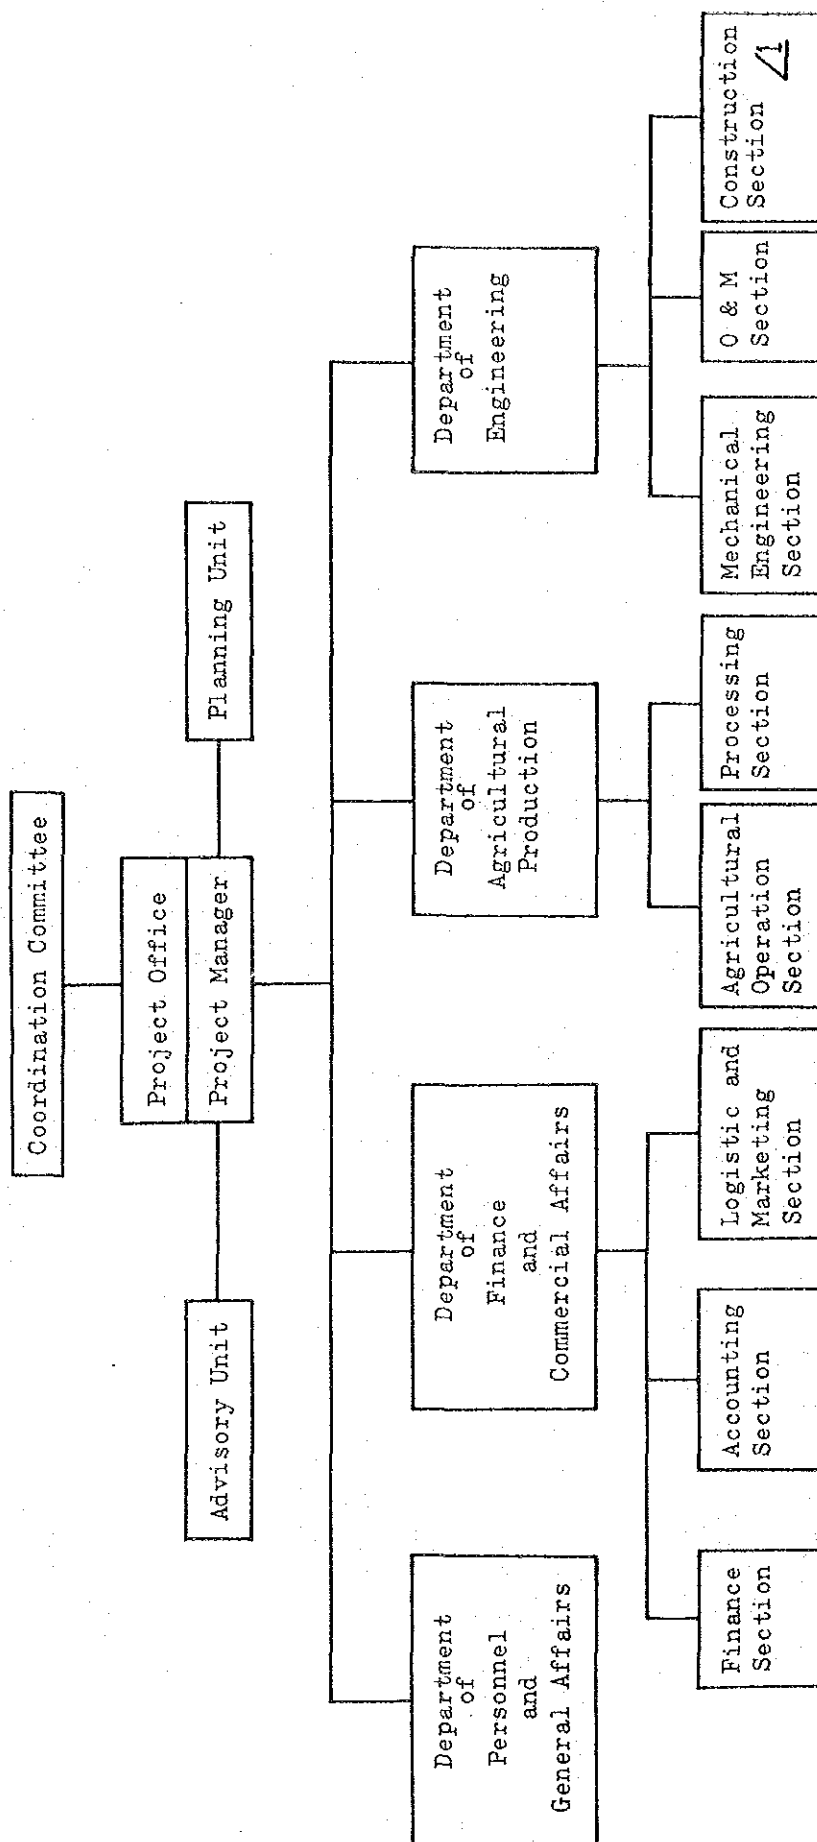 Coordination Committee
Project Office
Project Manager
Advisory Unit
Planning Unit
Department
of
Personnel
and
General Affairs
Department
of
Finance
and
Commercial Affairs
Department
of
Agricultural
Production
Department
of
Engineering
Finance
Section
Accounting
Section
Logistic and
Marketing
Section
Agricultural
Operation
Section
Processing
Section
Mechanical
Engineering
Section
O & M
Section
Construction
Section
/1